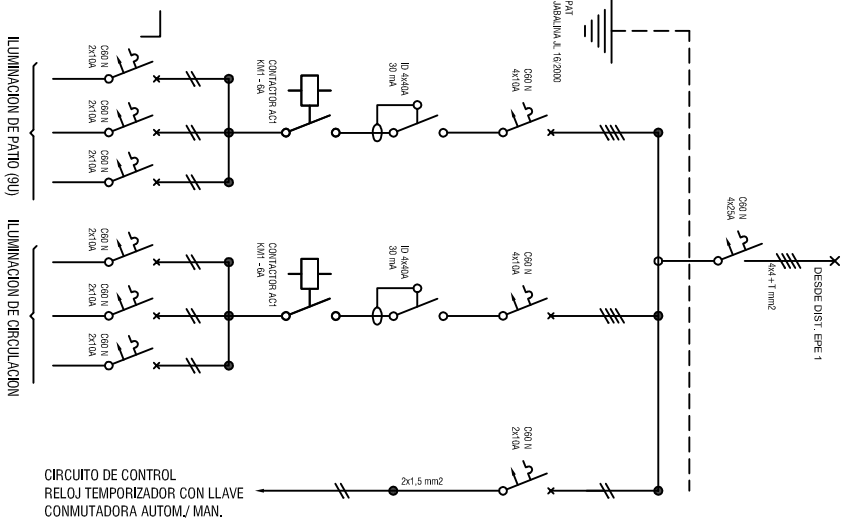 PAT
JABALINA JL 16:2000
DESDE DIST. EPE 1
4x4 + T mm2
C60 N
4x25A
C60 N
4x10A
ID 4x40A
30 mA
CONTACTOR AC1
KM1 - 6A
C60 N
2x10A
C60 N
2x10A
C60 N
2x10A
ILUMINACION DE PATIO (9U)
C60 N
4x10A
ID 4x40A
30 mA
CONTACTOR AC1
KM1 - 6A
C60 N
2x10A
C60 N
2x10A
C60 N
2x10A
ILUMINACION DE CIRCULACION
C60 N
2x10A
2x1,5 mm2
CIRCUITO DE CONTROL
RELOJ TEMPORIZADOR CON LLAVE
CONMUTADORA AUTOM./ MAN.